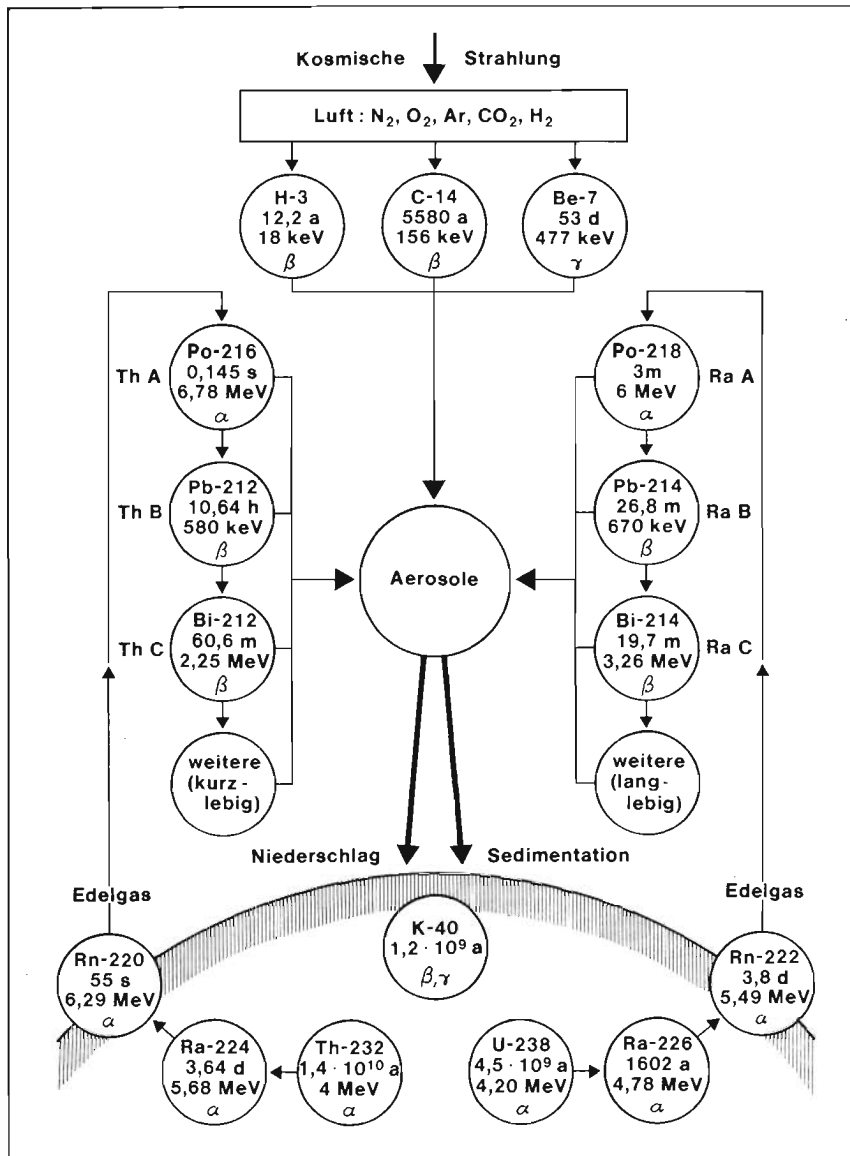 Kosmische Strahlung
Luft : N₂, O₂, Ar, CO₂, H₂
H-3
12,2 a
18 keV
β
C-14
5580 a
156 keV
β
Be-7
53 d
477 keV
γ
Th A
Po-216
0,145 s
6,78 MeV
α
Th B
Pb-212
10,64 h
580 keV
β
Th C
Bi-212
60,6 m
2,25 MeV
β
weitere
(kurz-
lebig)
Aerosole
Po-218
3m
6 MeV
α
Ra A
Pb-214
26,8 m
670 keV
β
Ra B
Bi-214
19,7 m
3,26 MeV
β
Ra C
weitere
(lang-
lebig)
Niederschlag Sedimentation
Edelgas
Edelgas
Rn-220
55 s
6,29 MeV
α
K-40
1,2 · 10⁹ a
β,γ
Rn-222
3,8 d
5,49 MeV
α
Ra-224
3,64 d
5,68 MeV
α
Th-232
1,4 · 10¹⁰ a
4 MeV
α
U-238
4,5 · 10⁹ a
4,20 MeV
α
Ra-226
1602 a
4,78 MeV
α